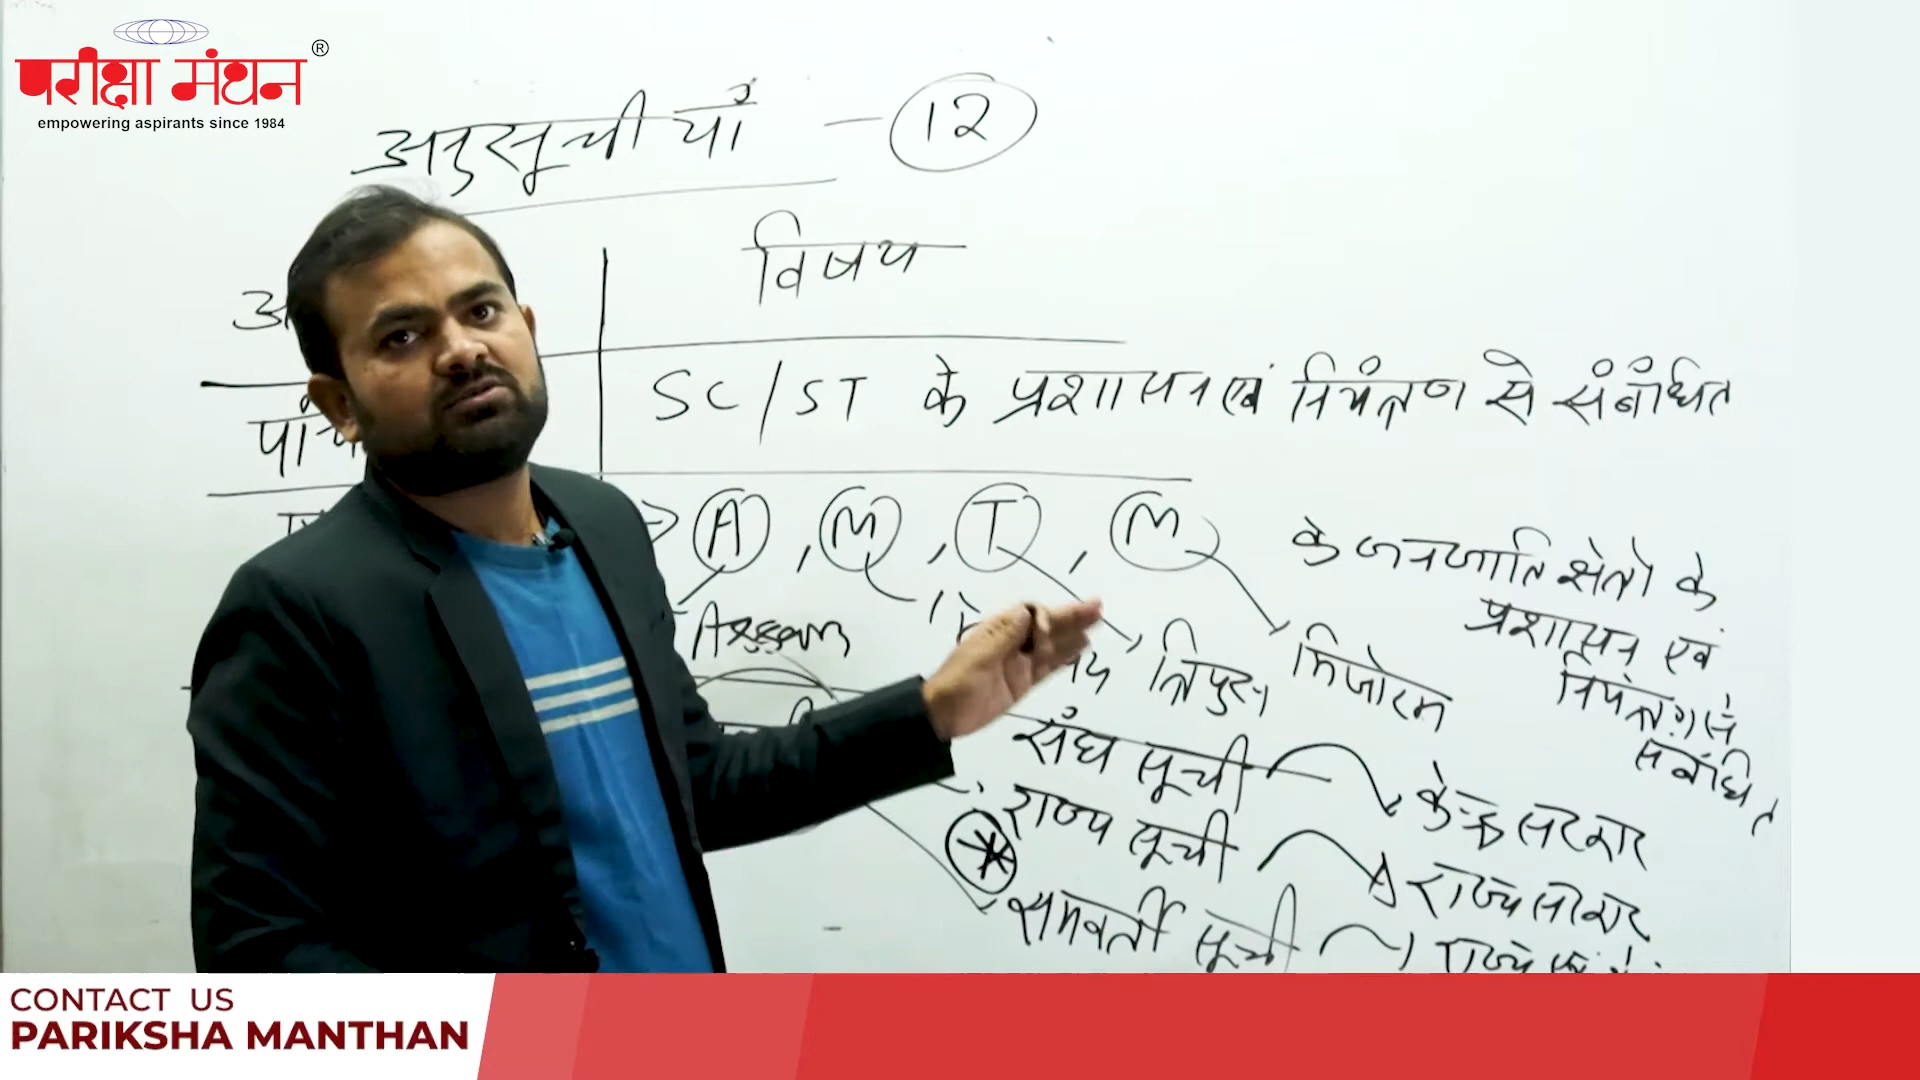 परीक्षा मंथन ®
empowering aspirants since 1984
अनुसूचीयाँ - 12
विषय
SC/ST के प्रशासन एवं नियंत्रण से संबंधित
A, M, T, M के जनजाति क्षेत्रों के
प्रशासन एवं
नियंत्रण से
संबंधित
Assam
त्रिपुरा
मिजोरम
संघ सूची
केन्द्र सरकार
राज्य सूची
राज्य सरकार
समवर्ती सूची
राज्य
CONTACT US
PARIKSHA MANTHAN